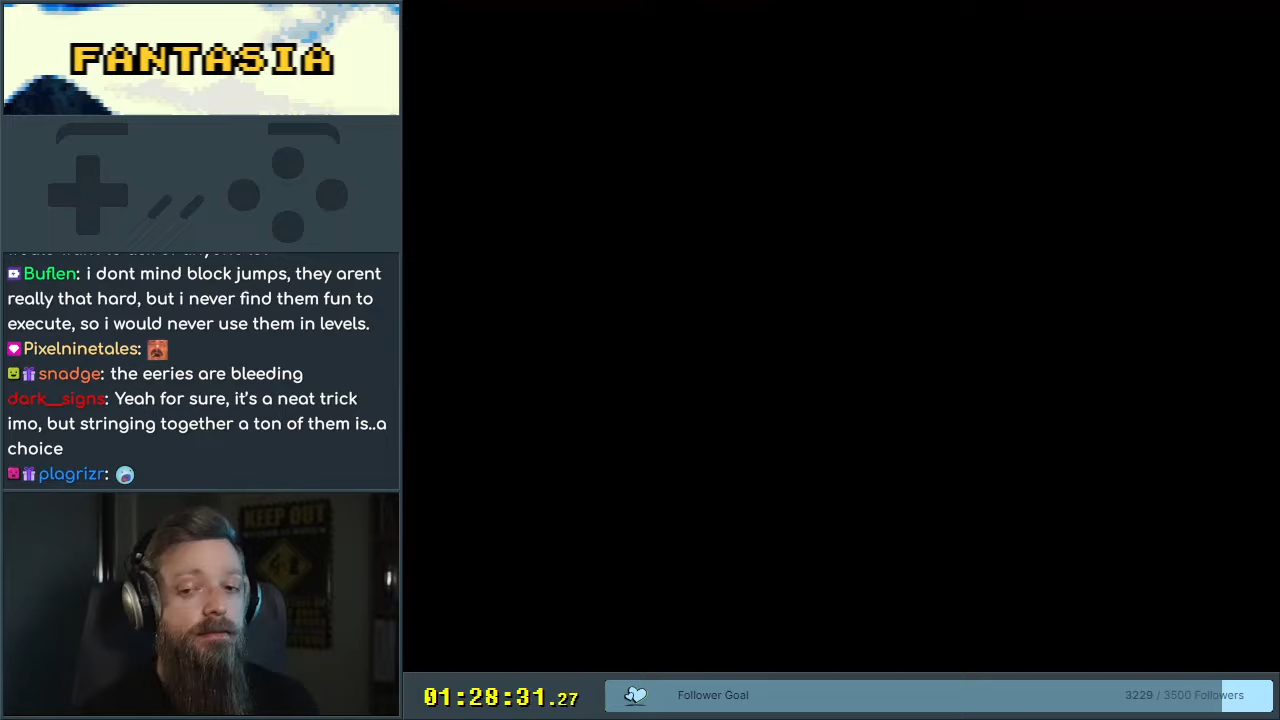 FANTASIA
Buflen: i dont mind block jumps, they arent
really that hard, but i never find them fun to
execute, so i would never use them in levels.
Pixelninetales:
snadge: the eeries are bleeding
dark__signs: Yeah for sure, it's a neat trick
imo, but stringing together a ton of them is..a
choice
plagrizr:
KEEP OUT
01:28:31.27
Follower Goal
3229 / 3500 Followers